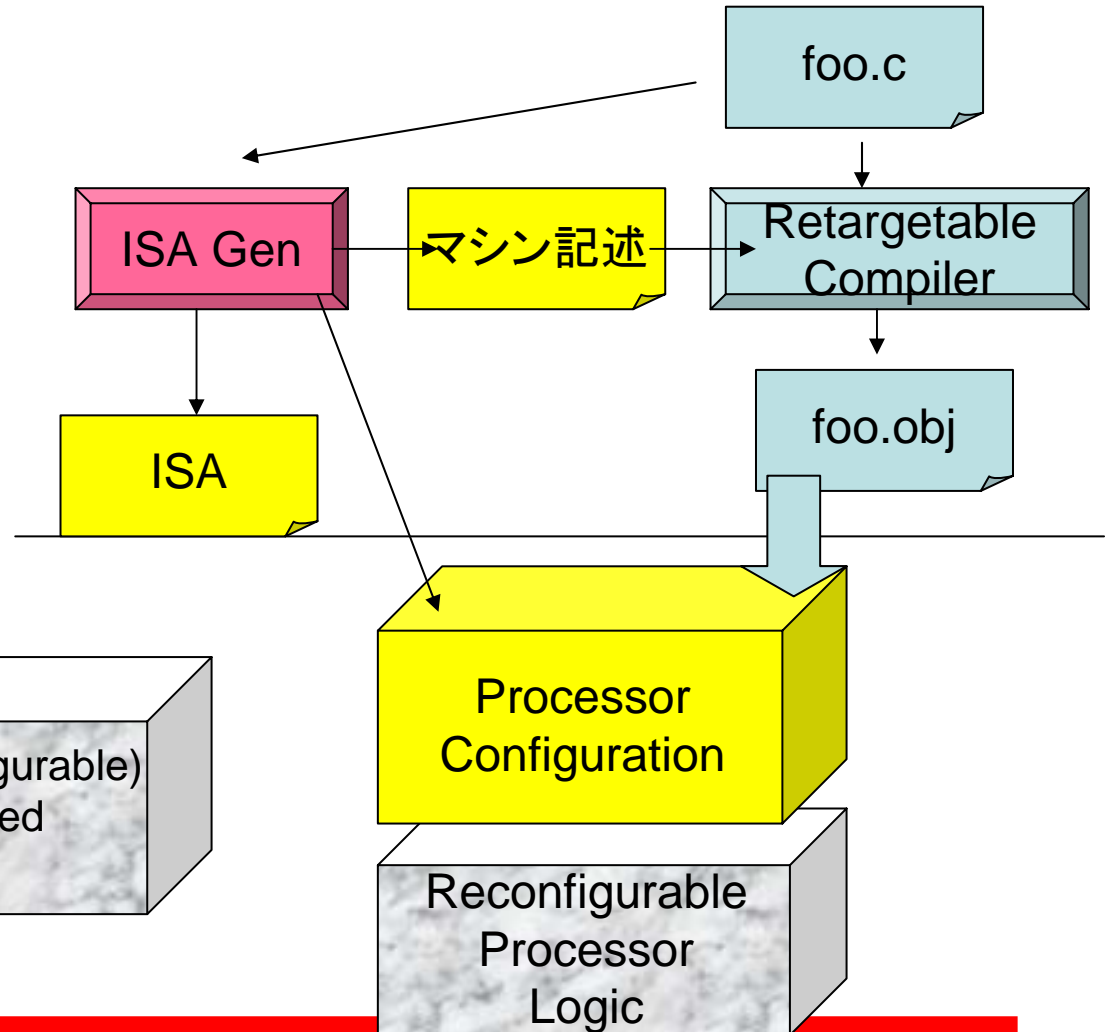 foo.c
ISA Gen
マシン記述
Retargetable
Compiler
foo.obj
ISA
Processor
Configuration
gurable)
ed
Reconfigurable
Processor
Logic